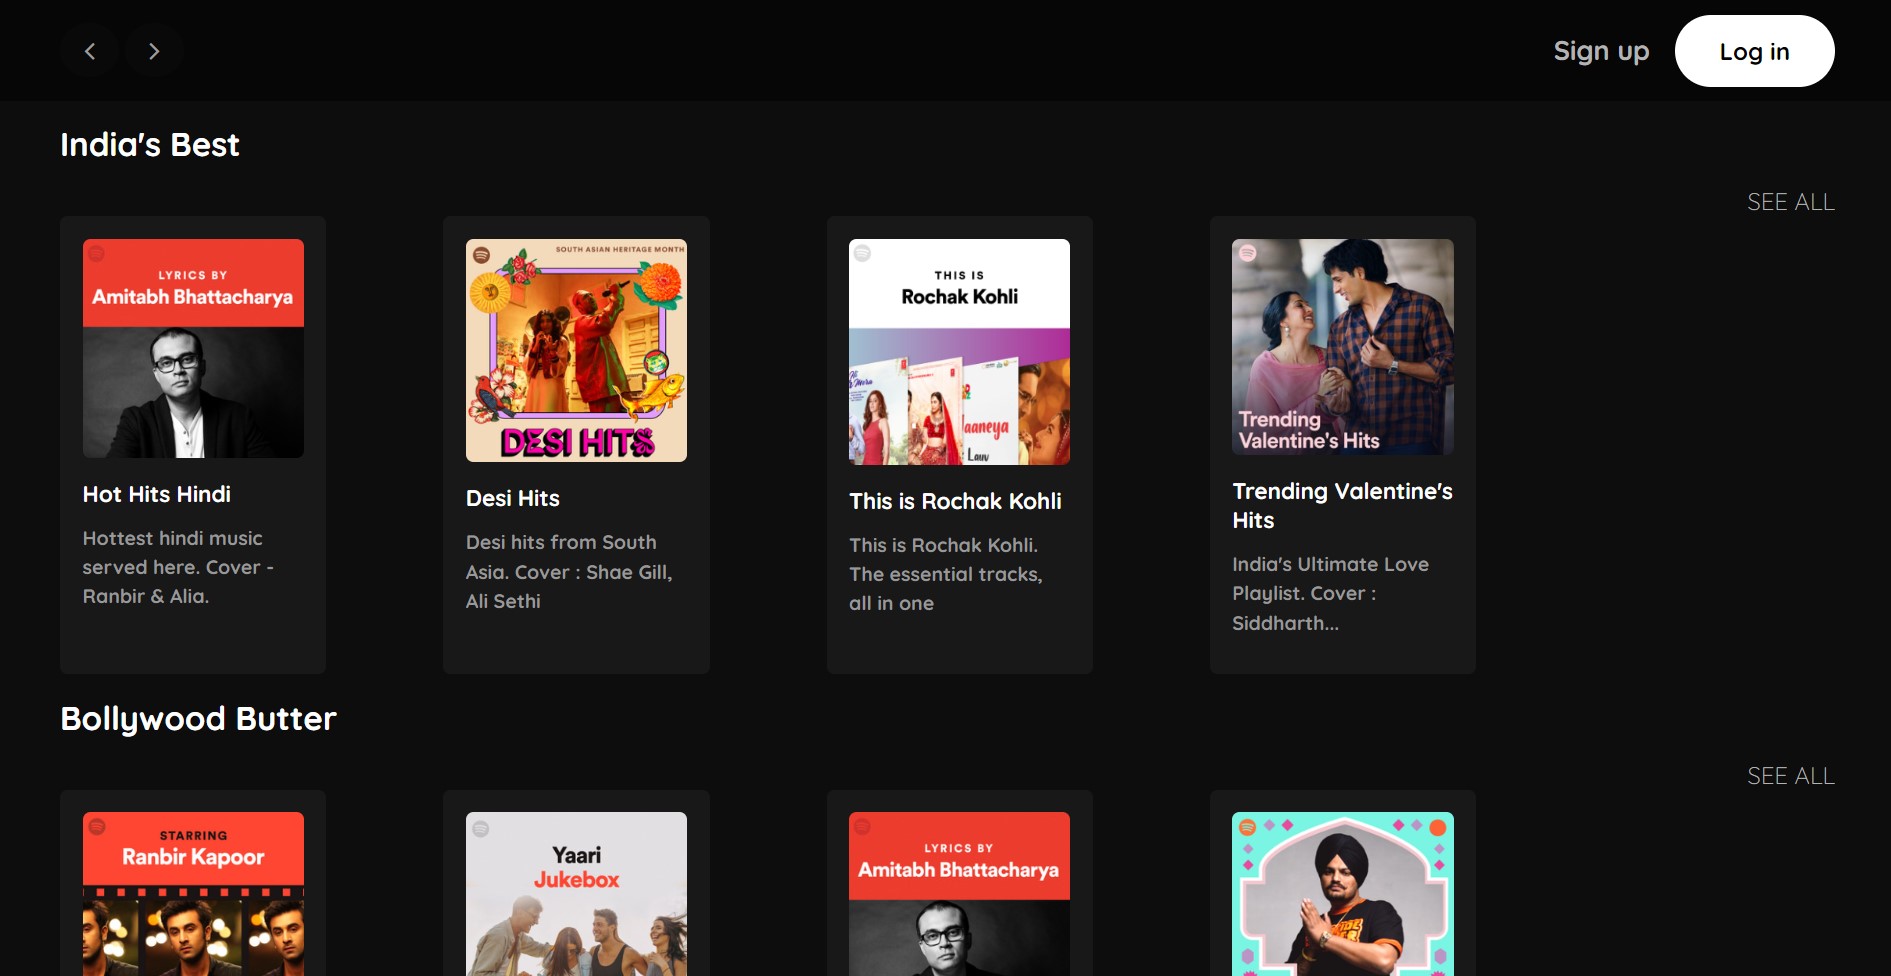 Sign up
Log in
India's Best
SEE ALL
LYRICS BY
Amitabh Bhattacharya
Hot Hits Hindi
Hottest hindi music
served here. Cover -
Ranbir & Alia.
SOUTH ASIAN HERITAGE MONTH
DESI HITS
Desi Hits
Desi hits from South
Asia. Cover : Shae Gill,
Ali Sethi
THIS IS
Rochak Kohli
aaneya
This is Rochak Kohli
This is Rochak Kohli.
The essential tracks,
all in one
Trending
Valentine's Hits
Trending Valentine's
Hits
India's Ultimate Love
Playlist. Cover :
Siddharth...
Bollywood Butter
SEE ALL
STARRING
Ranbir Kapoor
Yaari
Jukebox
LYRICS BY
Amitabh Bhattacharya